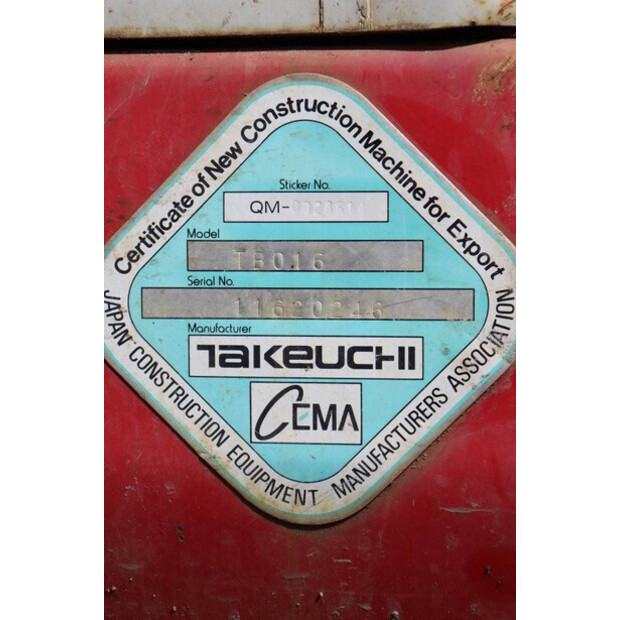 Certificate of New Construction Machine for Export
Sticker No.
QM-
Model
TB016
Serial No.
11620246
Manufacturer
TAKEUCHI
CEMA
JAPAN CONSTRUCTION EQUIPMENT MANUFACTURERS ASSOCIATION